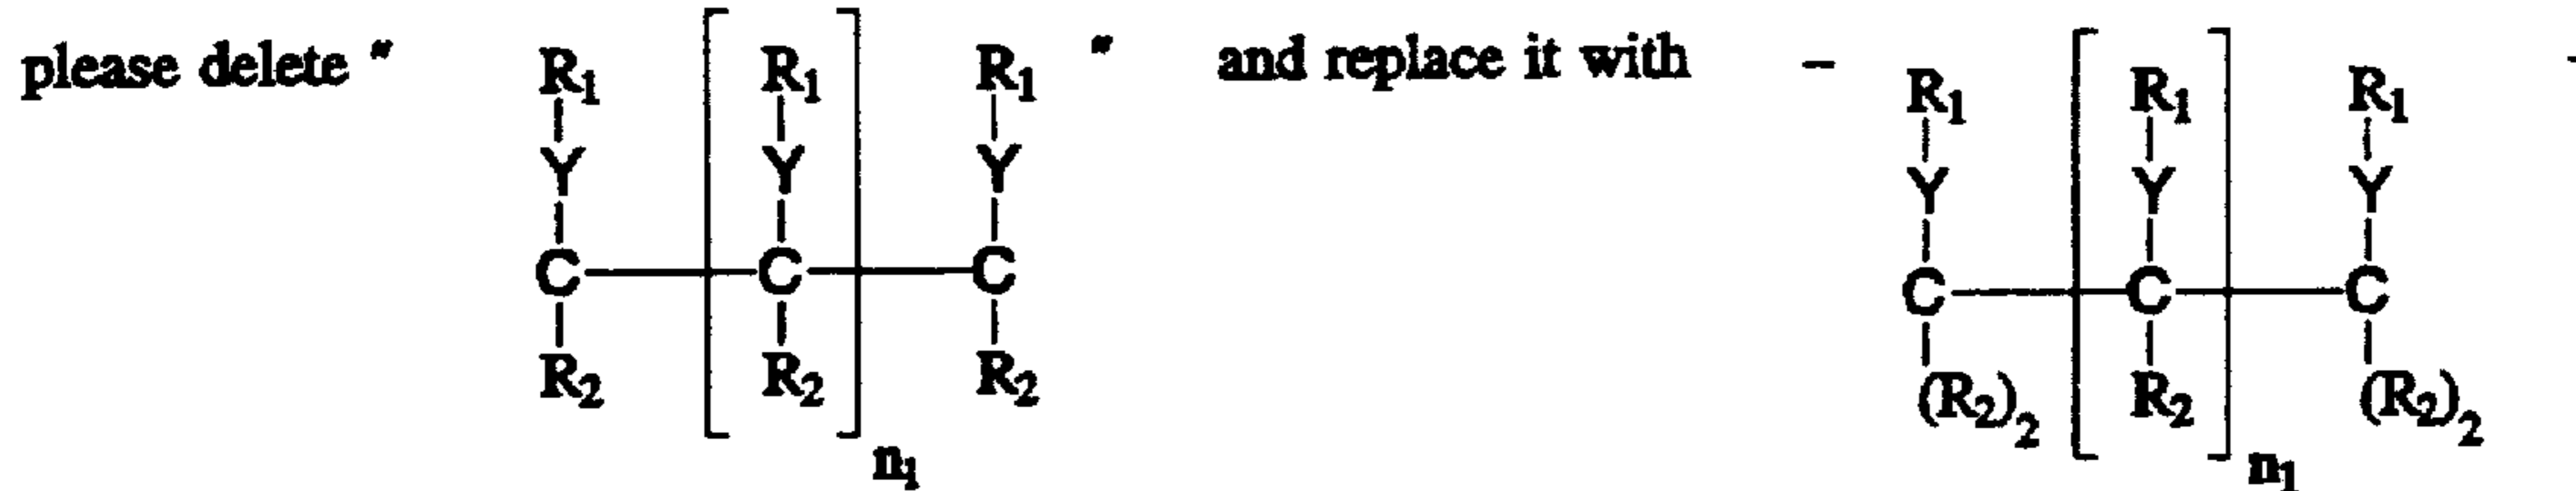 please delete " R₁ R₁ R₁ " and replace it with – R₁ R₁ R₁ –
Y Y Y Y Y Y
C C C C C C
R₂ R₂ R₂ (R₂)₂ R₂ (R₂)₂
n₁ n₁